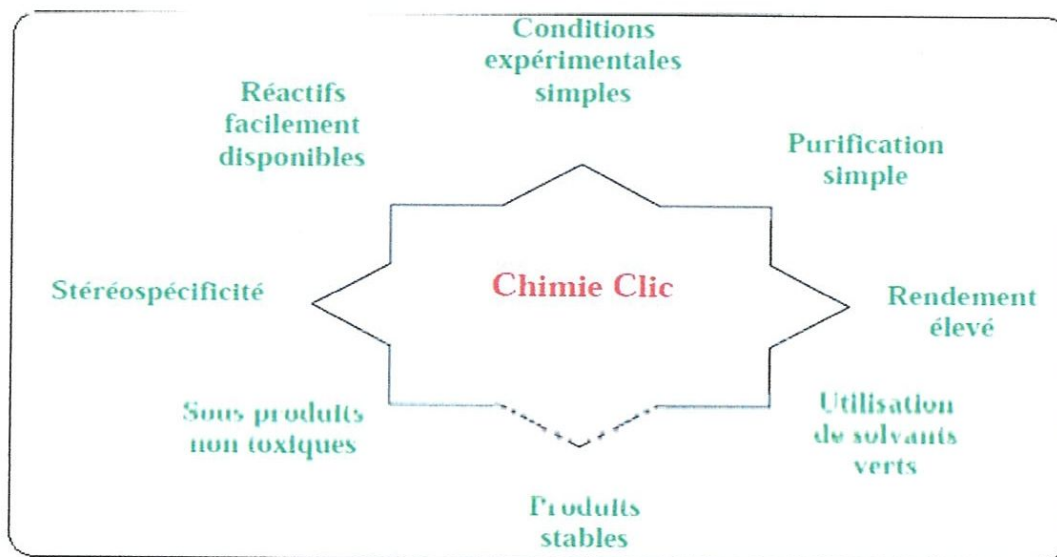 Conditions
expérimentales
simples
Réactifs
facilement
disponibles
Purification
simple
Stéréospécificité
Chimie Clic
Rendement
élevé
Sous produits
non toxiques
Utilisation
de solvants
verts
Produits
stables